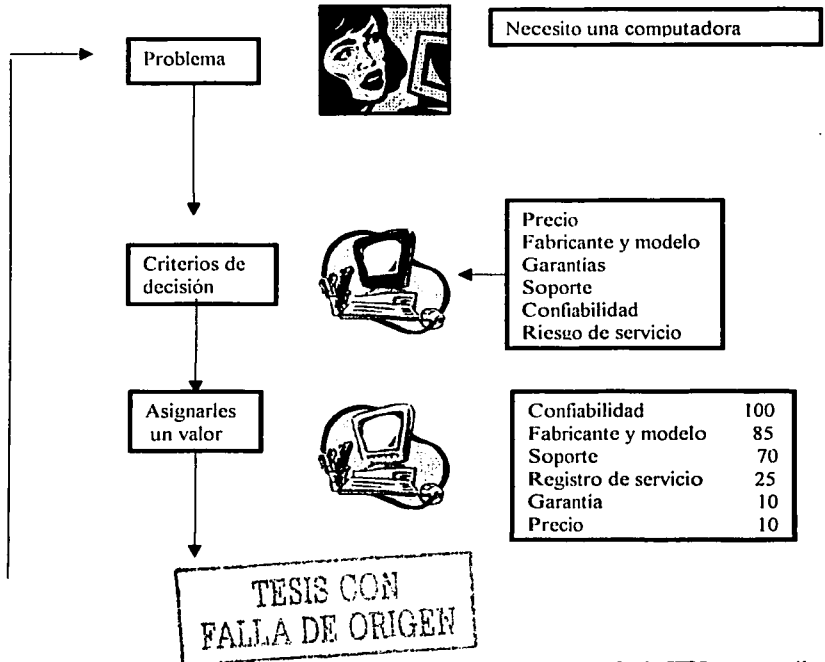 Problema
Necesito una computadora
Criterios de
decisión
Precio
Fabricante y modelo
Garantías
Soporte
Confiabilidad
Riesgo de servicio
Asignarles
un valor
Confiabilidad 100
Fabricante y modelo 85
Soporte 70
Registro de servicio 25
Garantía 10
Precio 10
TESIS CON
FALLA DE ORIGEN